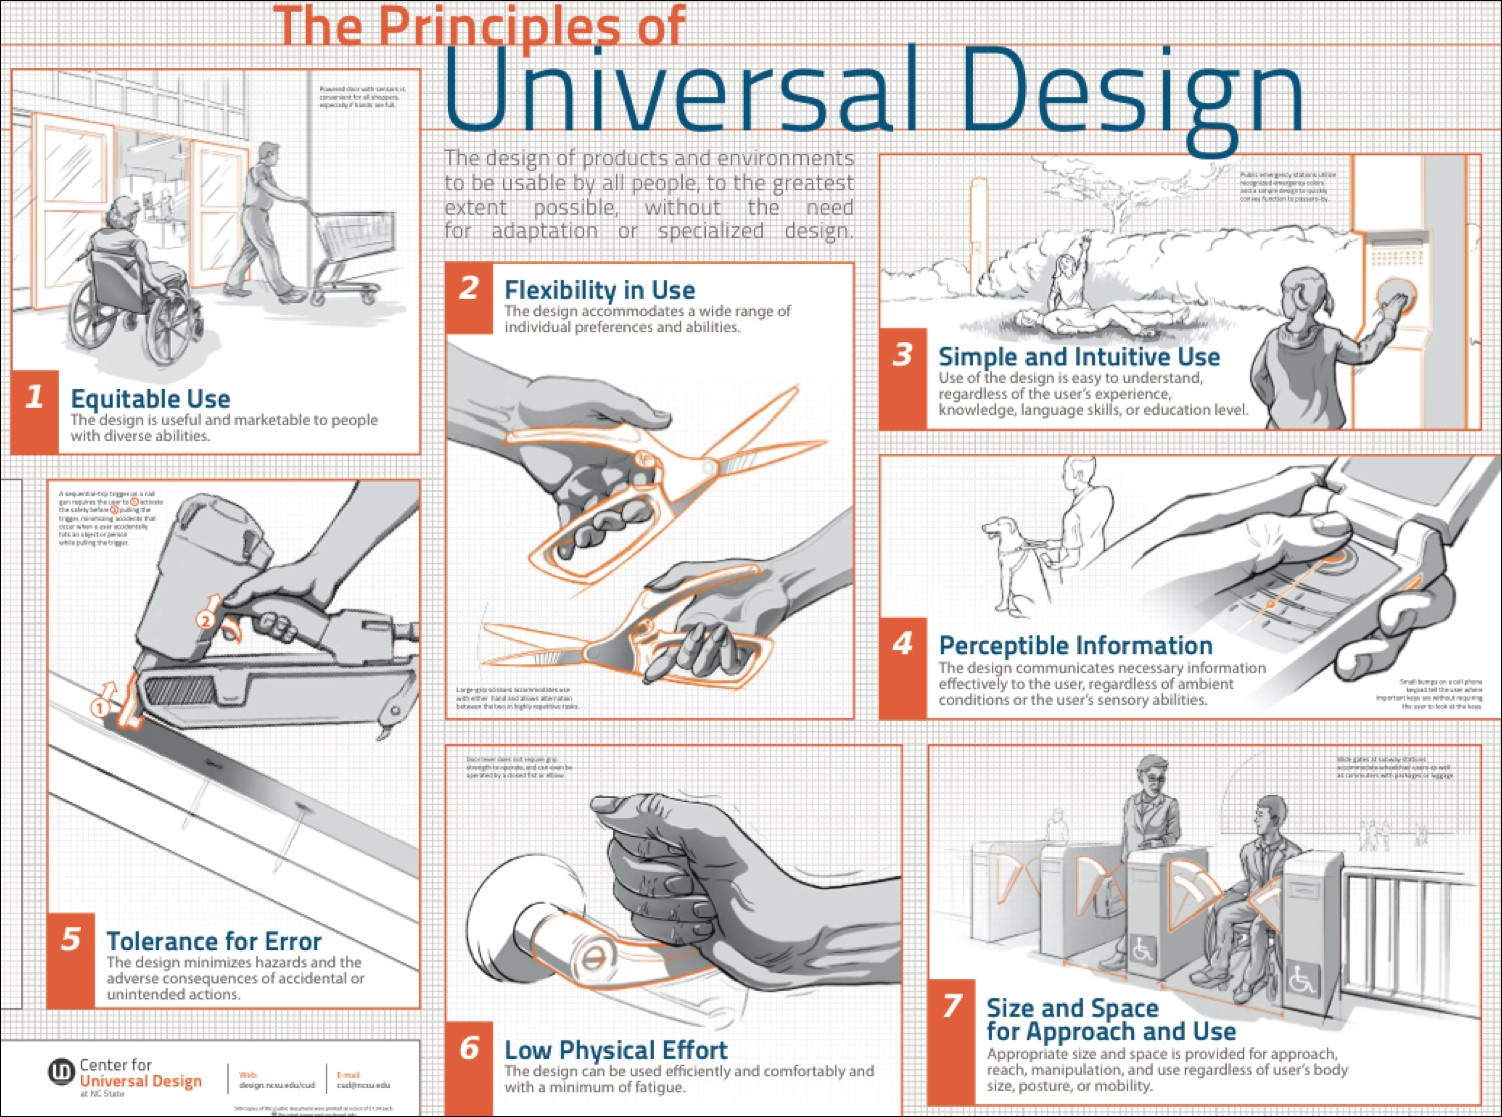 The Principles of
Universal Design
The design of products and environments
to be usable by all people, to the greatest
extent possible, without the need
for adaptation or specialized design.
Powered door with sensors is
convenient for all shoppers,
especially if hands are full.
1
Equitable Use
The design is useful and marketable to people
with diverse abilities.
2
Flexibility in Use
The design accommodates a wide range of
individual preferences and abilities.
Large-grip scissors accommodates use
with either hand and allows alternation
between the two in highly repetitive tasks.
Public emergency stations utilize
recognized emergency colors
and a simple design to quickly
convey function to passers-by.
3
Simple and Intuitive Use
Use of the design is easy to understand,
regardless of the user's experience,
knowledge, language skills, or education level.
4
Perceptible Information
The design communicates necessary information
effectively to the user, regardless of ambient
conditions or the user's sensory abilities.
Small bumps on a cell phone
keypad tell the user where
important keys are without requiring
the user to look at the keys.
A sequential-trip trigger on a nail
gun requires the user to 1 activate
the safety before 2 pulling the
trigger, minimizing accidents that
occur when a user accidentally
hits an object or person
while pulling the trigger.
2
1
5
Tolerance for Error
The design minimizes hazards and the
adverse consequences of accidental or
unintended actions.
Door lever does not require grip
strength to operate, and can even be
operated by a closed fist or elbow.
6
Low Physical Effort
The design can be used efficiently and comfortably and
with a minimum of fatigue.
Wide gates at subway stations
accommodate wheelchair users as well
as commuters with packages or luggage.
7
Size and Space
for Approach and Use
Appropriate size and space is provided for approach,
reach, manipulation, and use regardless of user's body
size, posture, or mobility.
UD
Center for
Universal Design
at NC State
Web:
design.ncsu.edu/cud
E-mail:
cud@ncsu.edu